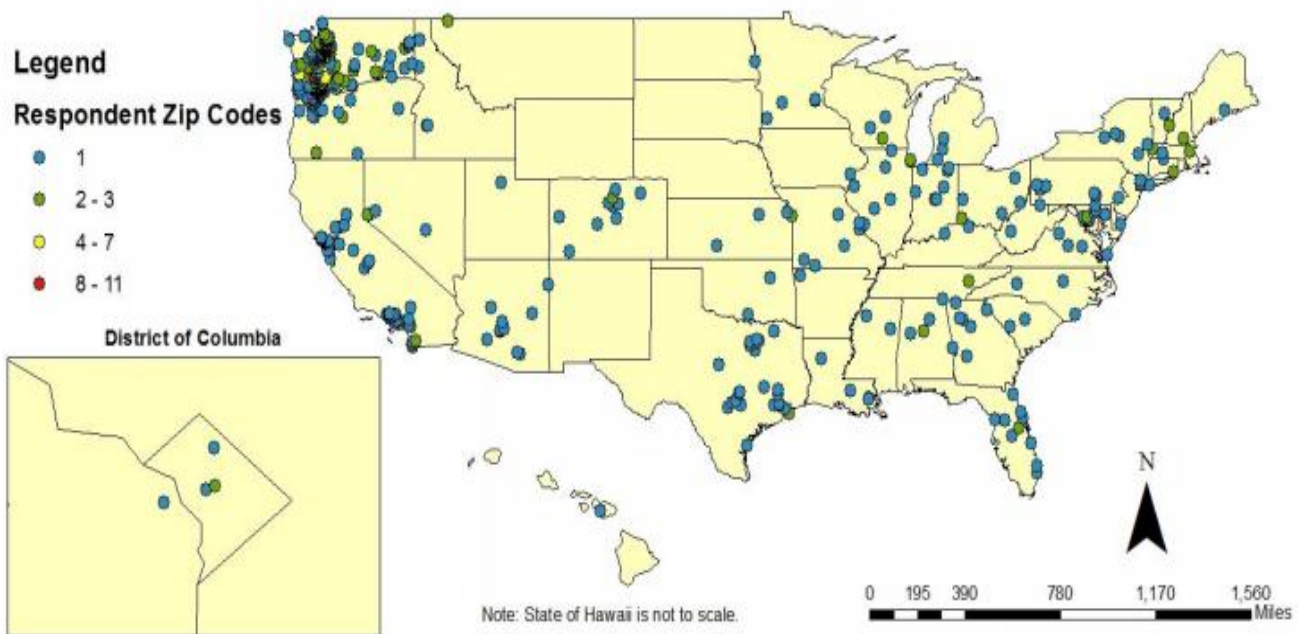 Legend
Respondent Zip Codes
1
2 - 3
4 - 7
8 - 11
District of Columbia
N
0 195 390 780 1,170 1,560
Miles
Note: State of Hawaii is not to scale.